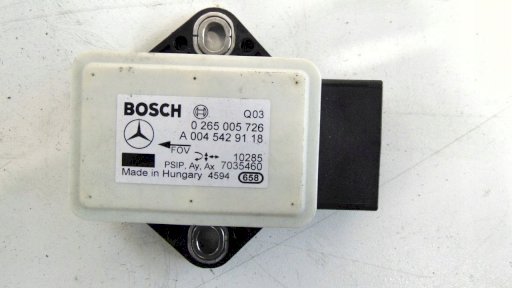 BOSCH Q03
0 265 005 726
A 004 542 91 18
FOV 10285
PSIP, Ay, Ax 7035460
Made in Hungary 4594 658